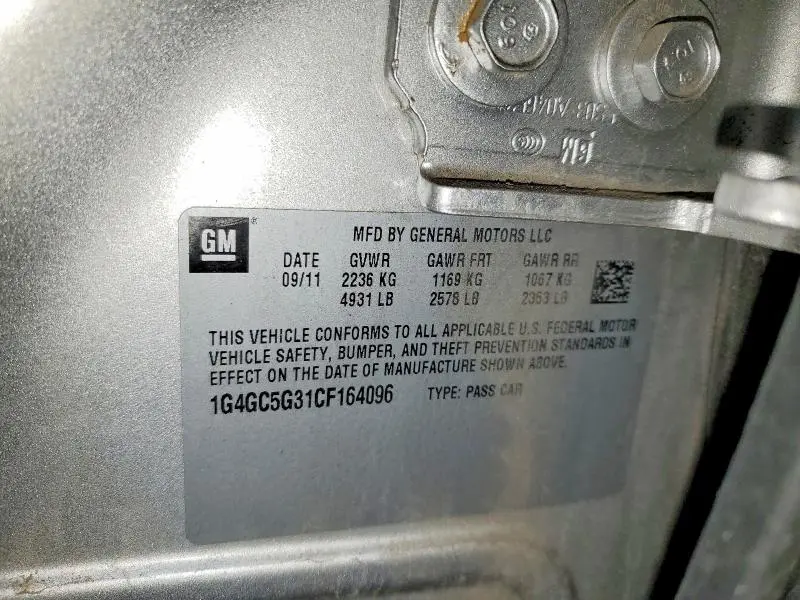 109
GM
GM
MFD BY GENERAL MOTORS LLC
DATE GVWR GAWR FRT GAWR RR
09/11 2236 KG 1169 KG 1067 KG
4931 LB 2578 LB 2353 LB
THIS VEHICLE CONFORMS TO ALL APPLICABLE U.S. FEDERAL MOTOR
VEHICLE SAFETY, BUMPER, AND THEFT PREVENTION STANDARDS IN
EFFECT ON THE DATE OF MANUFACTURE SHOWN ABOVE.
1G4GC5G31CF164096 TYPE: PASS CAR